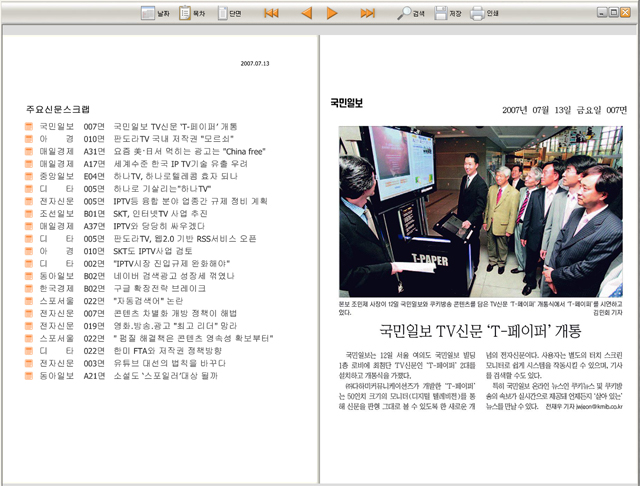 날짜 목차 단면 검색 저장 인쇄
2007.07.13
주요신문스크랩
국민일보 007면 국민일보 TV신문 'T-페이퍼' 개통
아 경 010면 판도라TV 국내 저작권 "모르쇠"
매일경제 A31면 요즘 美·日서 먹히는 광고는 "China free"
매일경제 A17면 세계수준 한국 IP TV기술 유출 우려
중앙일보 E04면 하나TV, 하나로텔레콤 효자 되나
디 타 005면 하나로 기살리는"하나TV"
전자신문 005면 IPTV등 융합 분야 업종간 규제 정비 계획
조선일보 B01면 SKT, 인터넷TV 사업 추진
매일경제 A37면 IPTV와 당당히 싸우겠다
디 타 005면 판도라TV, 웹2.0 기반 RSS서비스 오픈
아 경 010면 SKT도 IPTV사업 검토
디 타 002면 "IPTV시장 진입규제 완화해야"
동아일보 B02면 네이버 검색광고 성장세 꺾였나
한국경제 B02면 구글 확장전략 브레이크
스포서울 022면 "자동검색어" 논란
전자신문 007면 콘텐츠 차별화 개방 정책이 해법
전자신문 019면 영화.방송.광고 "최고 리더" 망라
스포서울 022면 " 펌질 해결책은 콘텐츠 영속성 확보부터"
디 타 022면 한미 FTA와 저작권 정책방향
전자신문 003면 유튜브 대선의 법칙을 바꾸다
동아일보 A21면 소설도 '스포일러'대상 될까
국민일보
2007년 07월 13일 금요일 007면
T-PAPER
본보 조민제 사장이 12일 국민일보와 쿠키방송 콘텐츠를 담은 TV신문 'T-페이퍼' 개통식에서 'T-페이퍼'를 시연하고
있다. 김민회 기자
국민일보 TV신문 'T-페이퍼' 개통
국민일보는 12일 서울 여의도 국민일보 빌딩
1층 로비에 최첨단 TV신문인 'T-페이퍼' 2대를
설치하고 개통식을 가졌다.
㈜다하미커뮤니케이션즈가 개발한 'T-페이퍼'
는 50인치 크기의 모니터(디지털 텔레비전)를 통
해 신문을 판형 그대로 볼 수 있도록 한 새로운 개
념의 전자신문이다. 사용자는 별도의 터치 스크린
모니터로 쉽게 시스템을 작동시킬 수 있으며, 기사
를 검색할 수도 있다.
특히 국민일보 온라인 뉴스인 쿠키뉴스 및 쿠키방
송의 속보가 실시간으로 제공돼 언제든지 '살아 있는'
뉴스를 만날 수 있다. 전재우 기자 jwjeon@kmib.co.kr